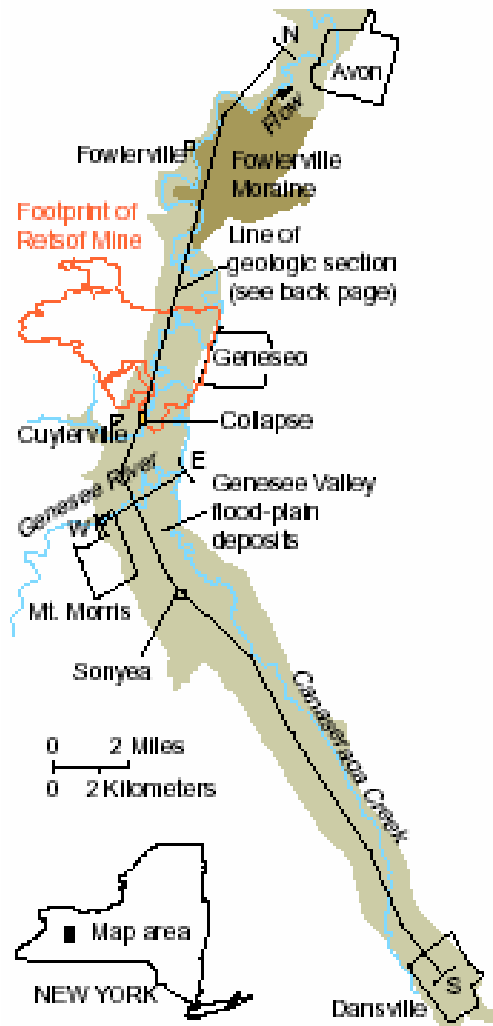 N
Avon
Flow
Fowlerville
Fowlerville
Moraine
Footprint of
Retsof Mine
Line of
geologic section
(see back page)
Geneseo
Collapse
Cuylerville
Genesee River
E
W
Genesee Valley
flood-plain
deposits
Mt. Morris
Sonyea
Canaseraga Creek
0 2 Miles
0 2 Kilometers
Map area
NEW YORK
S
Dansville